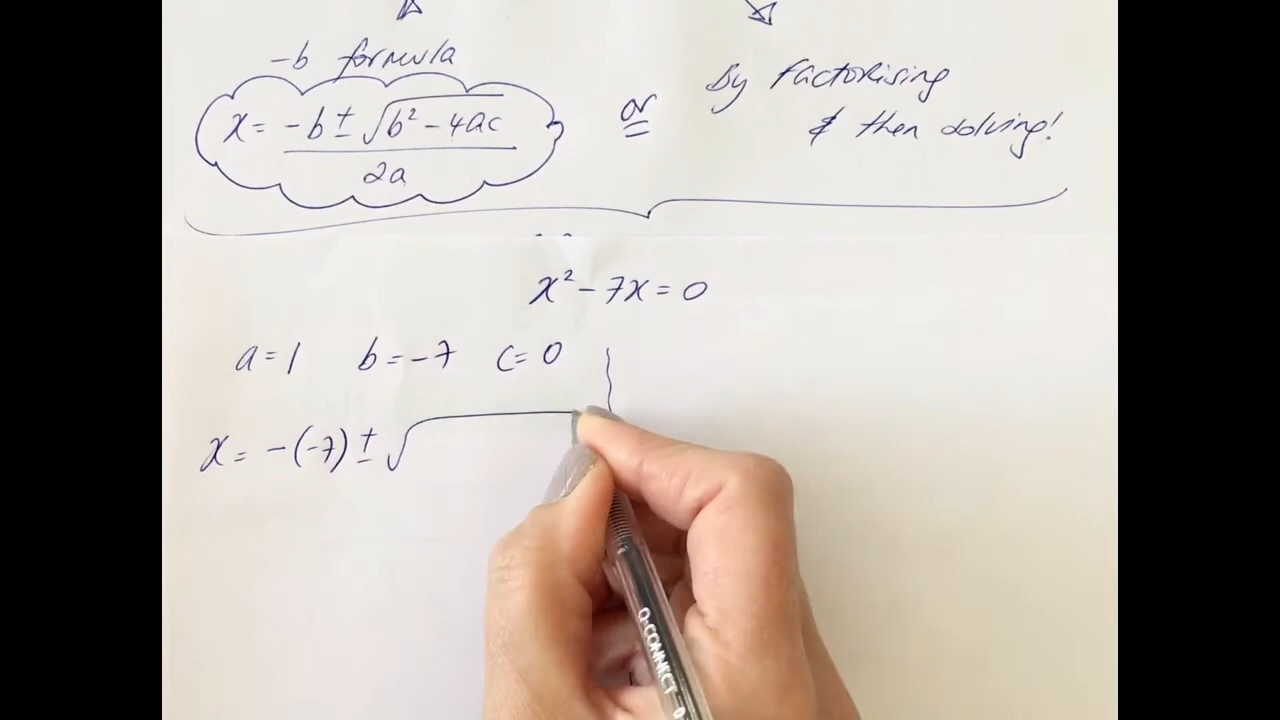 -b formula
x = -b ± √b² - 4ac
2a
or
By factorising
& then solving!
x² - 7x = 0
a = 1 b = -7 c = 0
x = -(-7) ± √
Q-CONNECT